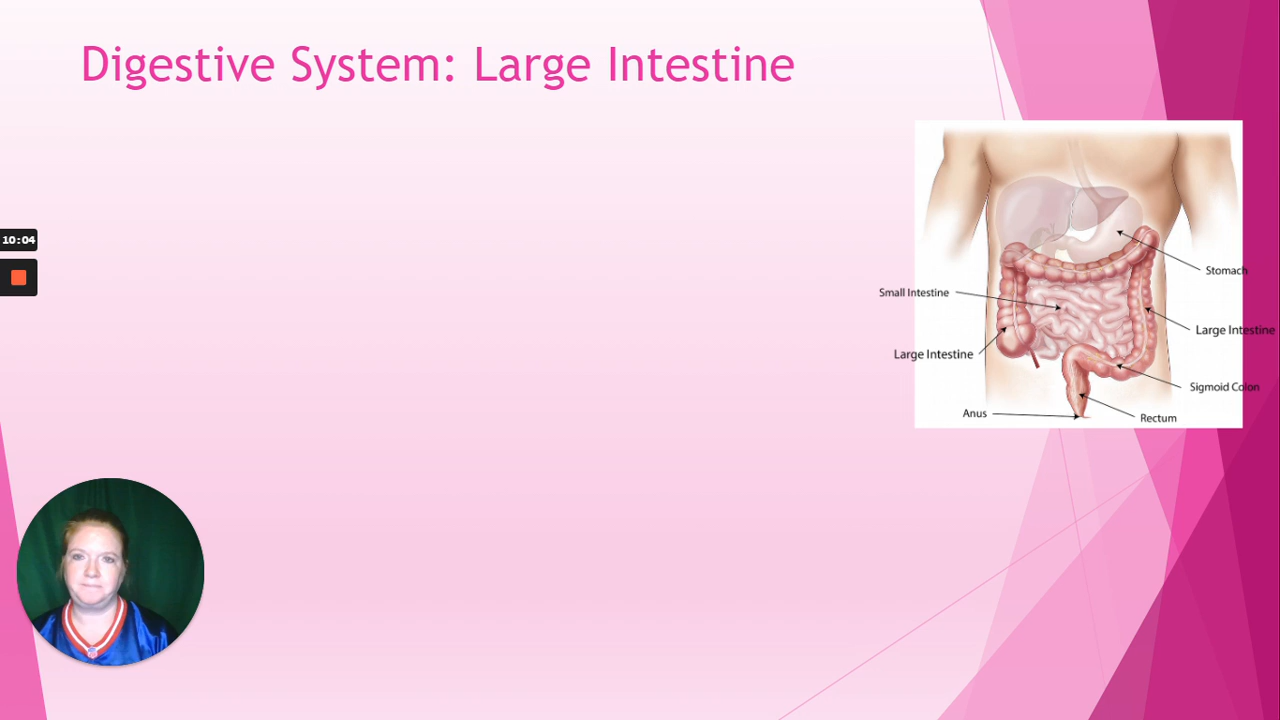 Digestive System: Large Intestine
10:04
Stomach
Small Intestine
Large Intestine
Large Intestine
Sigmoid Colon
Anus
Rectum